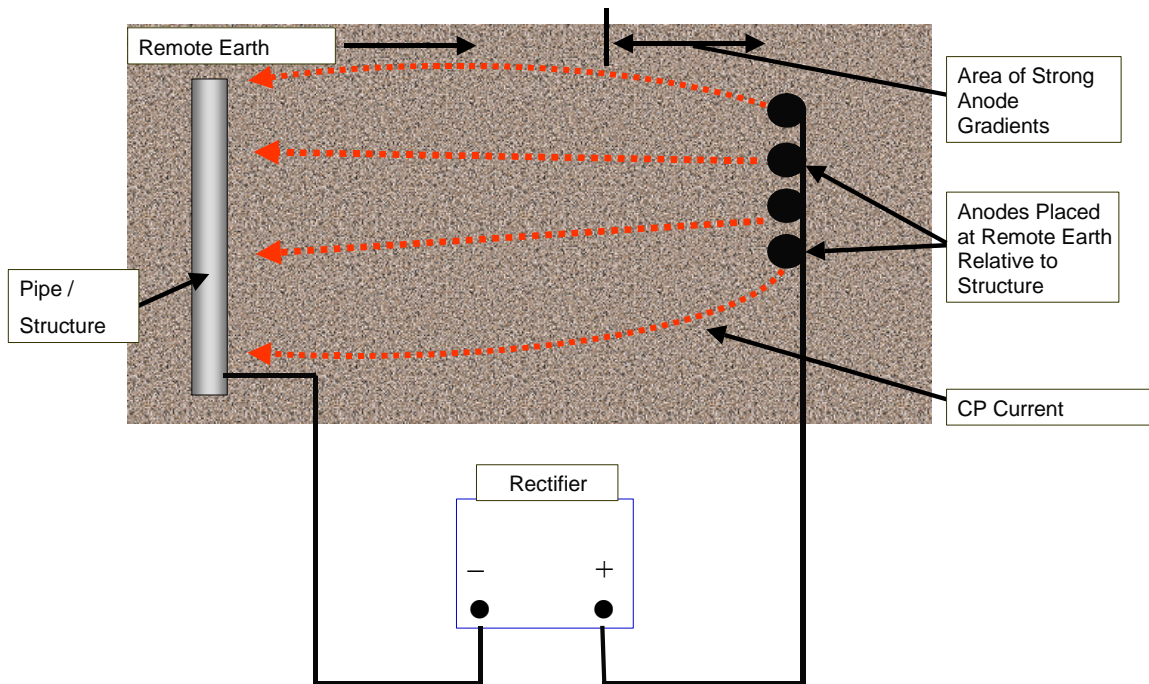 Remote Earth
Area of Strong
Anode
Gradients
Anodes Placed
at Remote Earth
Relative to
Structure
Pipe /
Structure
CP Current
Rectifier
– +